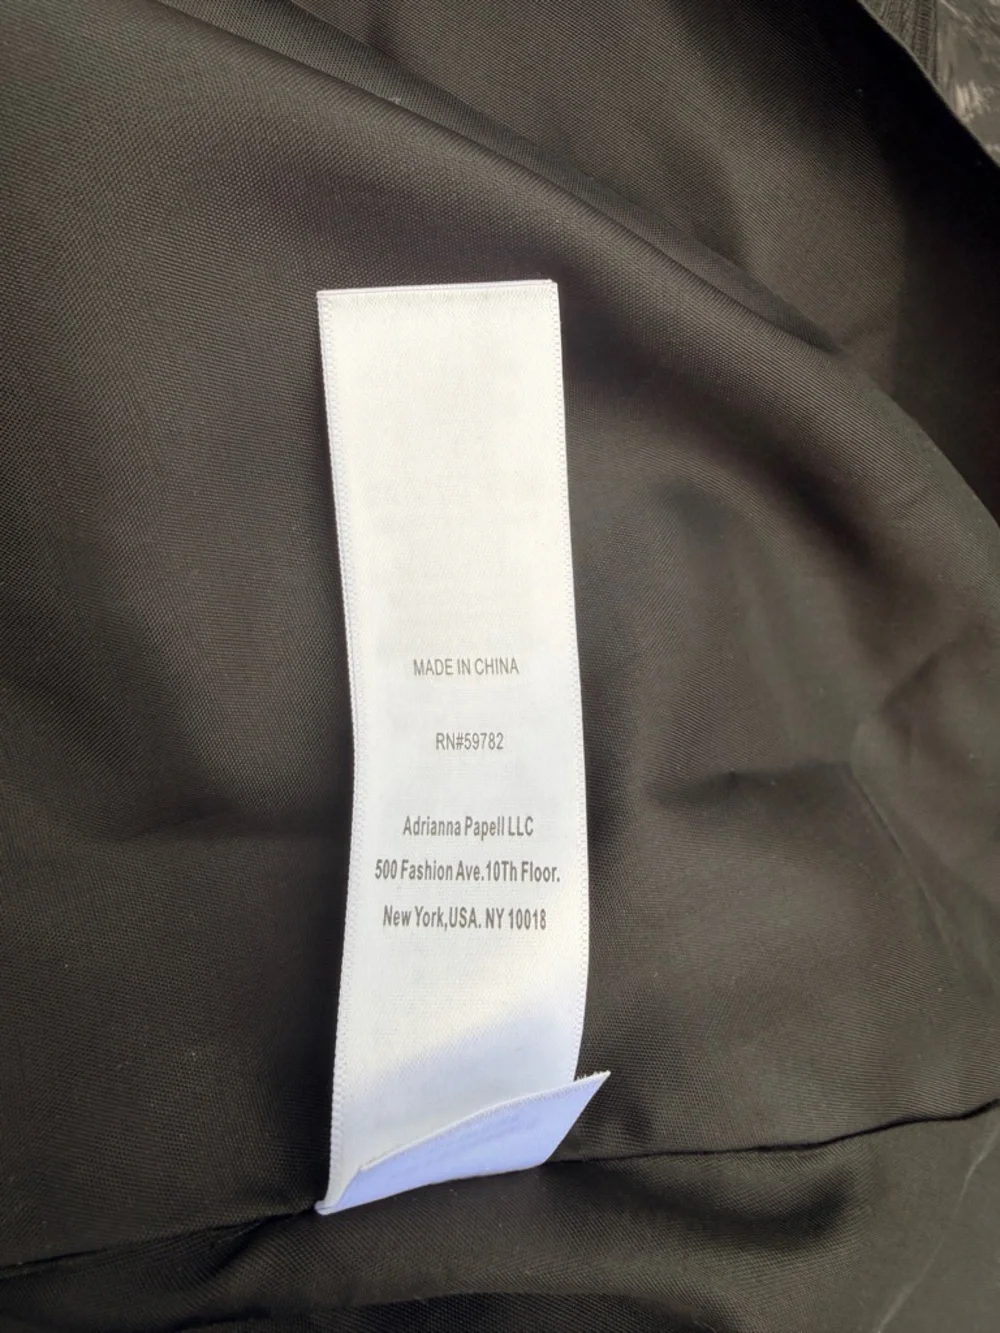 MADE IN CHINA
RN#59782
Adrianna Papell LLC
500 Fashion Ave.10Th Floor.
New York,USA. NY 10018